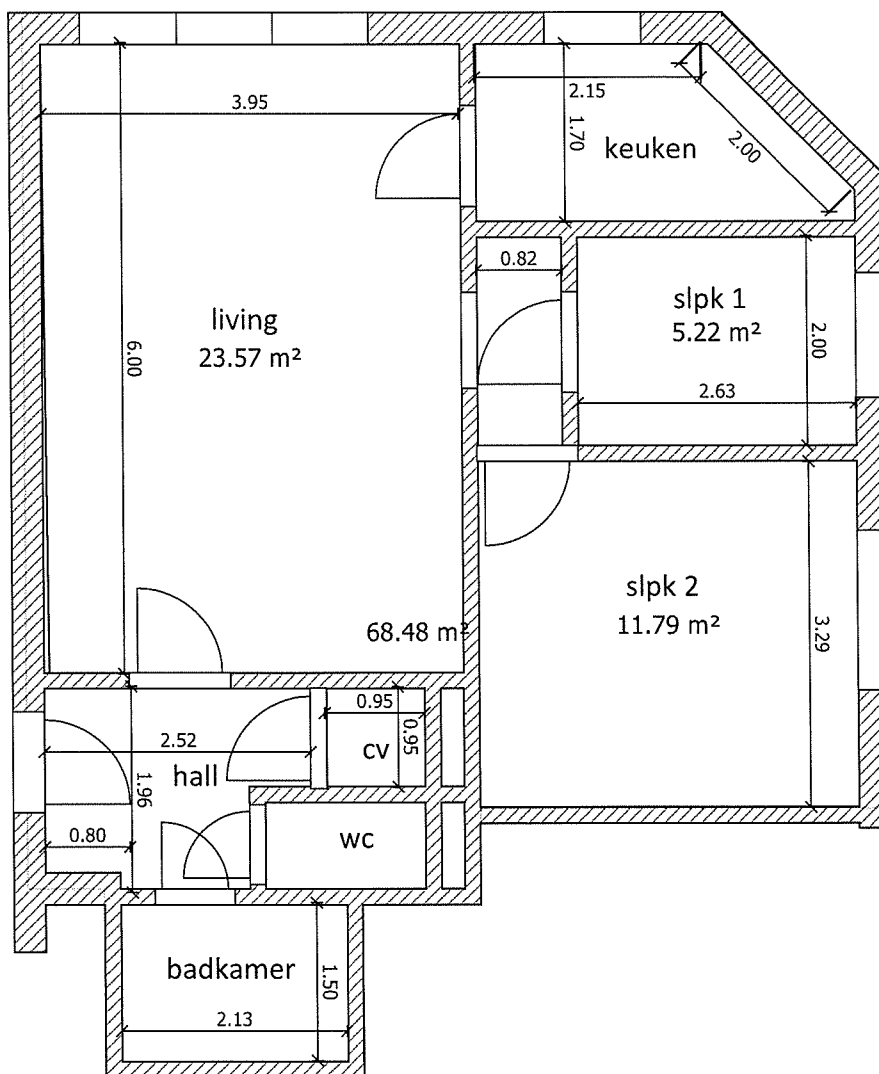 3.95
2.15
1.70
2.00
keuken
0.82
slpk 1
5.22 m²
2.00
2.63
living
23.57 m²
6.00
slpk 2
11.79 m²
3.29
68.48 m²
0.95
0.95
cv
2.52
hall
1.96
0.80
wc
badkamer
1.50
2.13